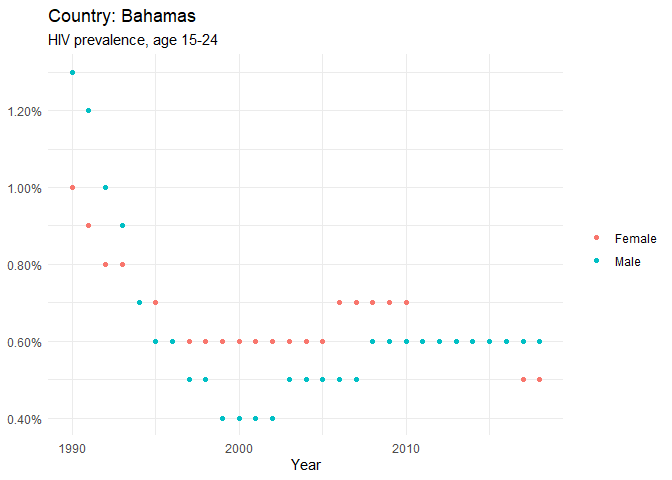 Country: Bahamas
HIV prevalence, age 15-24
1.20%
1.00%
0.80%
0.60%
0.40%
1990 2000 2010
Year
Female
Male